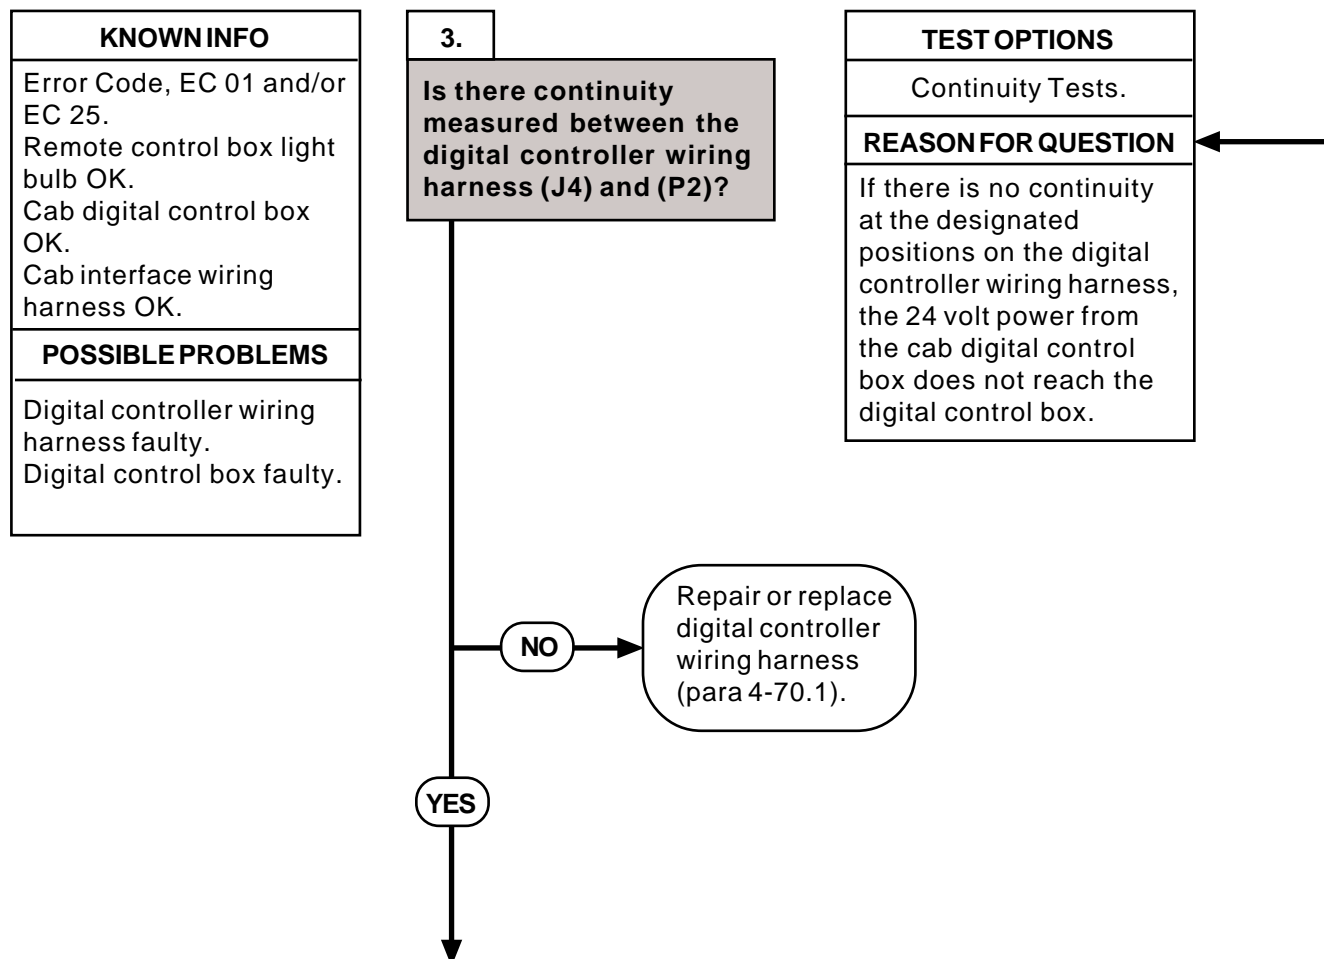 KNOWN INFO
Error Code, EC 01 and/or
EC 25.
Remote control box light
bulb OK.
Cab digital control box
OK.
Cab interface wiring
harness OK.
POSSIBLE PROBLEMS
Digital controller wiring
harness faulty.
Digital control box faulty.
3.
Is there continuity
measured between the
digital controller wiring
harness (J4) and (P2)?
TEST OPTIONS
Continuity Tests.
REASON FOR QUESTION
If there is no continuity
at the designated
positions on the digital
controller wiring harness,
the 24 volt power from
the cab digital control
box does not reach the
digital control box.
NO
Repair or replace
digital controller
wiring harness
(para 4-70.1).
YES